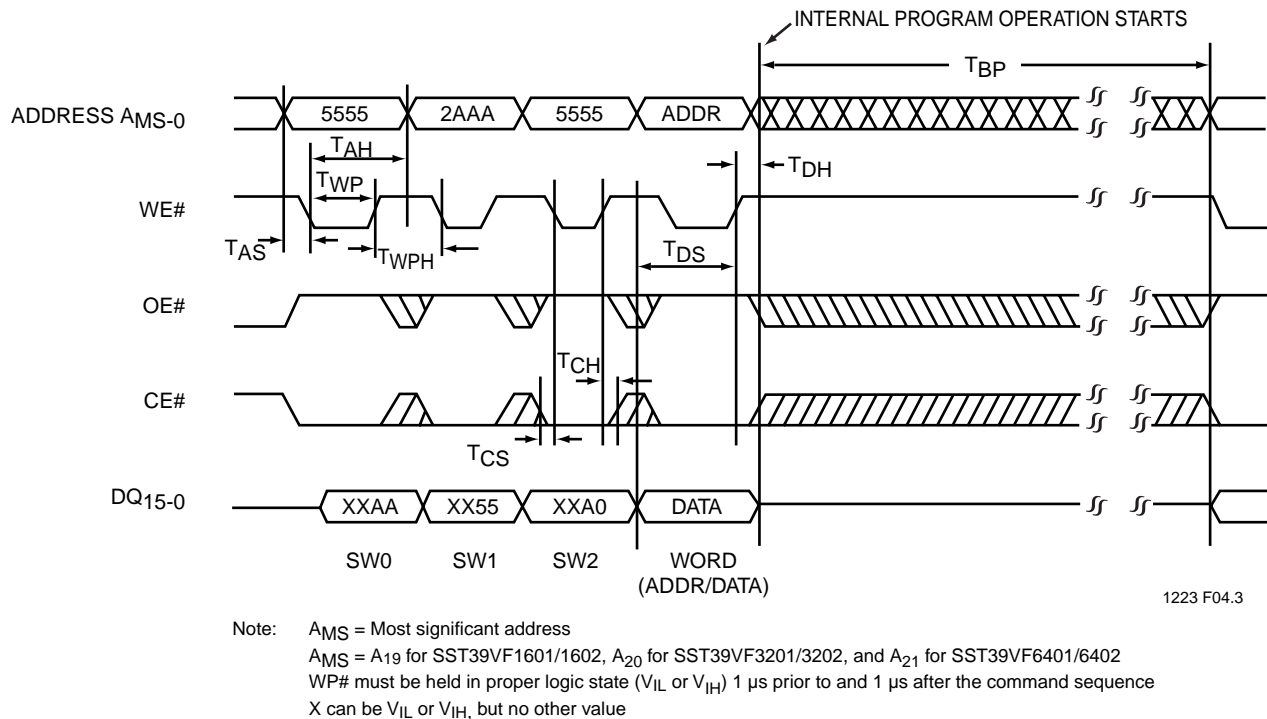 INTERNAL PROGRAM OPERATION STARTS
TBP
ADDRESS AMS-0
5555
2AAA
5555
ADDR
TAH
TDH
TWP
WE#
TAS
TWPH
TDS
OE#
TCH
CE#
TCS
DQ15-0
XXAA
XX55
XXA0
DATA
SW0
SW1
SW2
WORD
(ADDR/DATA)
1223 F04.3
Note: AMS = Most significant address
AMS = A19 for SST39VF1601/1602, A20 for SST39VF3201/3202, and A21 for SST39VF6401/6402
WP# must be held in proper logic state (VIL or VIH) 1 µs prior to and 1 µs after the command sequence
X can be VIL or VIH, but no other value